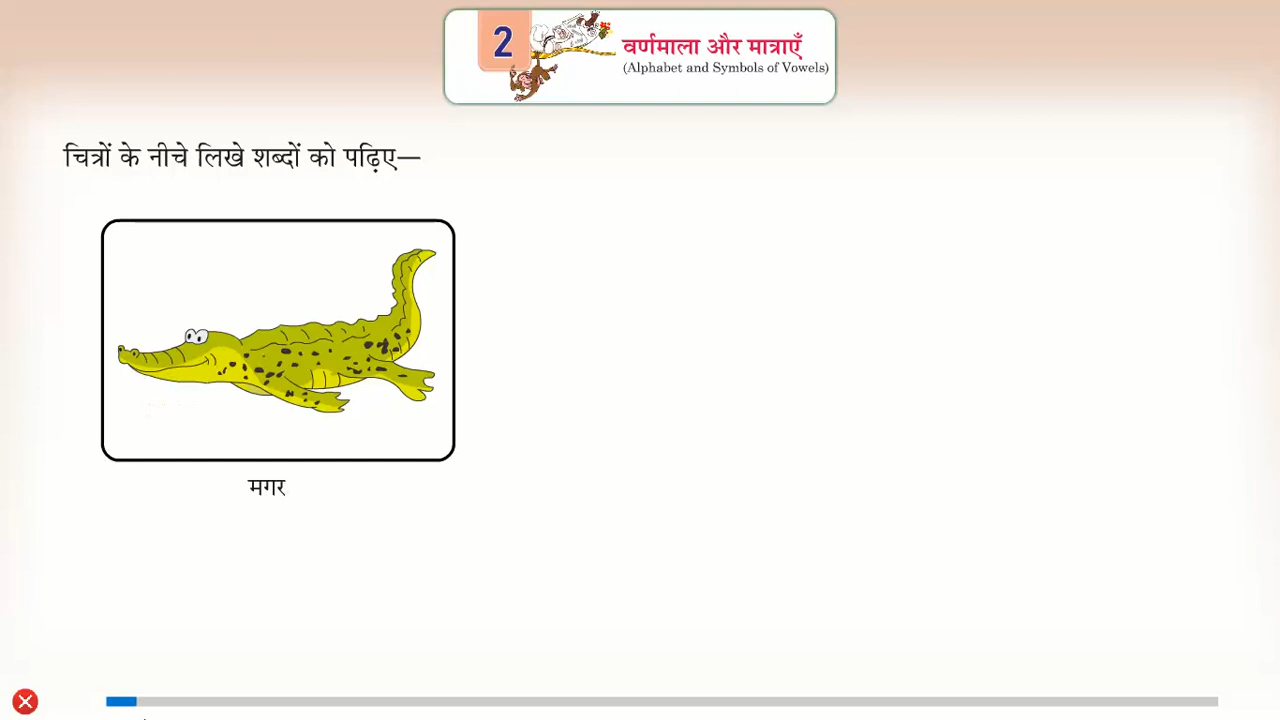 2
वर्णमाला और मात्राएँ
(Alphabet and Symbols of Vowels)
चित्रों के नीचे लिखे शब्दों को पढ़िए—
मगर